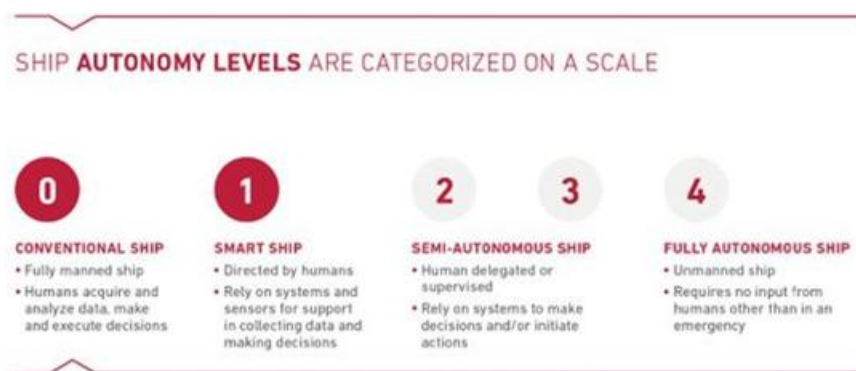 SHIP AUTONOMY LEVELS ARE CATEGORIZED ON A SCALE
0
CONVENTIONAL SHIP
• Fully manned ship
• Humans acquire and
analyze data, make
and execute decisions
1
SMART SHIP
• Directed by humans
• Rely on systems and
sensors for support
in collecting data and
making decisions
2 3
SEMI-AUTONOMOUS SHIP
• Human delegated or
supervised
• Rely on systems to make
decisions and/or initiate
actions
4
FULLY AUTONOMOUS SHIP
• Unmanned ship
• Requires no input from
humans other than in an
emergency